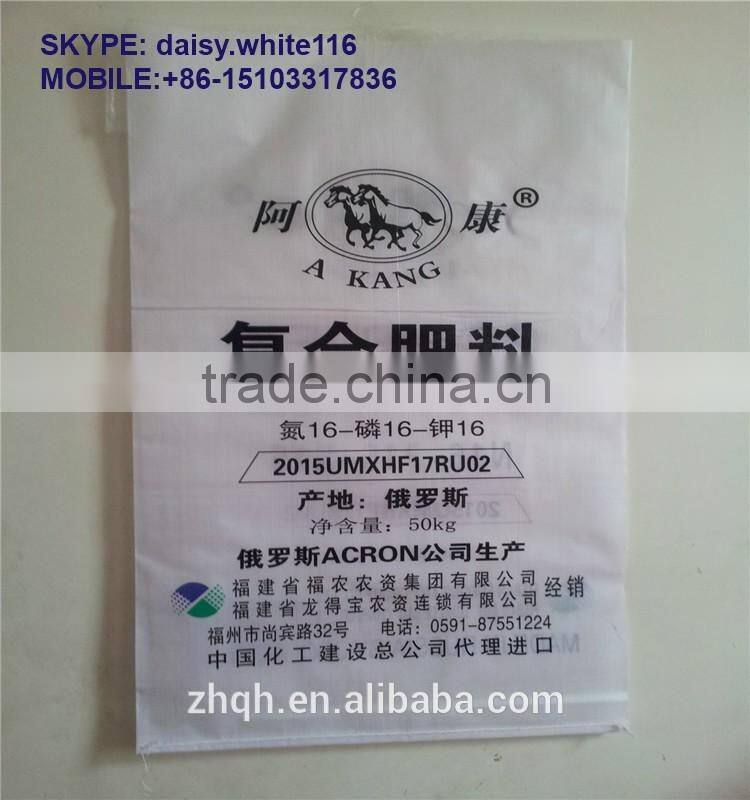 SKYPE: daisy.white116
MOBILE:+86-15103317836
阿 康®
A KANG
复合肥料
trade.china.cn
氮16-磷16-钾16
2015UMXHF17RU02
产地：俄罗斯
净含量：50kg
俄罗斯ACRON公司生产
福建省福农农资集团有限公司
福建省龙得宝农资连锁有限公司 经销
福州市尚宾路32号 电话：0591-87551224
中国化工建设总公司代理进口
zhqh.en.alibaba.com